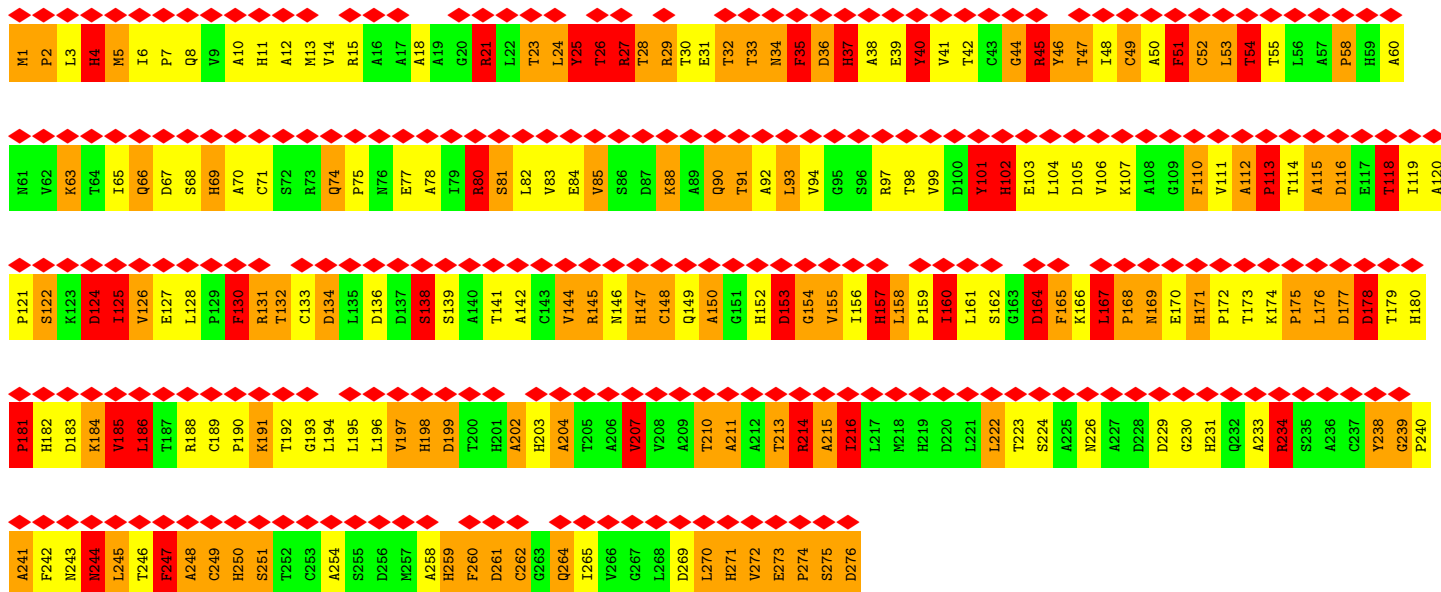 M1 P2 L3 H4 M5 I6 P7 Q8 V9 A10 H11 A12 M13 V14 R15 A16 A17 A18 A19 G20 R21 L22 T23 L24 Y25 T26 R27 T28 R29 T30 E31 T32 T33 N34 F35 D36 H37 A38 E39 Y40 V41 T42 C43 G44 R45 Y46 T47 I48 C49 A50 F51 C52 L53 T54 T55 L56 A57 P58 H59 A60
N61 V62 K63 T64 I65 Q66 D67 S68 H69 A70 C71 S72 R73 Q74 P75 N76 E77 A78 I79 R80 S81 L82 V83 E84 V85 S86 D87 K88 A89 Q90 T91 A92 L93 V94 G95 S96 R97 T98 V99 D100 Y101 H102 E103 L104 D105 V106 K107 A108 G109 F110 V111 A112 P113 T114 A115 D116 E117 T118 I119 A120
P121 S122 K123 D124 I125 V126 E127 L128 P129 F130 R131 T132 C133 D134 L135 D136 D137 S138 S139 A140 T141 A142 C143 V144 R145 N146 H147 C148 Q149 A150 G151 H152 D153 G154 V155 I156 H157 L158 P159 I160 L161 S162 G163 D164 F165 K166 L167 P168 N169 E170 H171 P172 T173 K174 P175 L176 D177 D178 T179 H180
P181 H182 D183 K184 V185 L186 T187 R188 C189 P190 K191 T192 G193 L194 L195 L196 V197 H198 D199 T200 H201 A202 H203 A204 T205 A206 V207 V208 A209 T210 A211 A212 T213 R214 A215 I216 L217 M218 H219 D220 L221 L222 T223 S224 A225 N226 A227 D228 D229 G230 H231 Q232 A233 R234 S235 A236 C237 Y238 G239 P240
A241 F242 N243 N244 L245 T246 F247 A248 C249 H250 S251 T252 C253 A254 S255 D256 M257 A258 H259 F260 D261 C262 G263 Q264 I265 V266 G267 L268 D269 L270 H271 V272 E273 P274 S275 D276